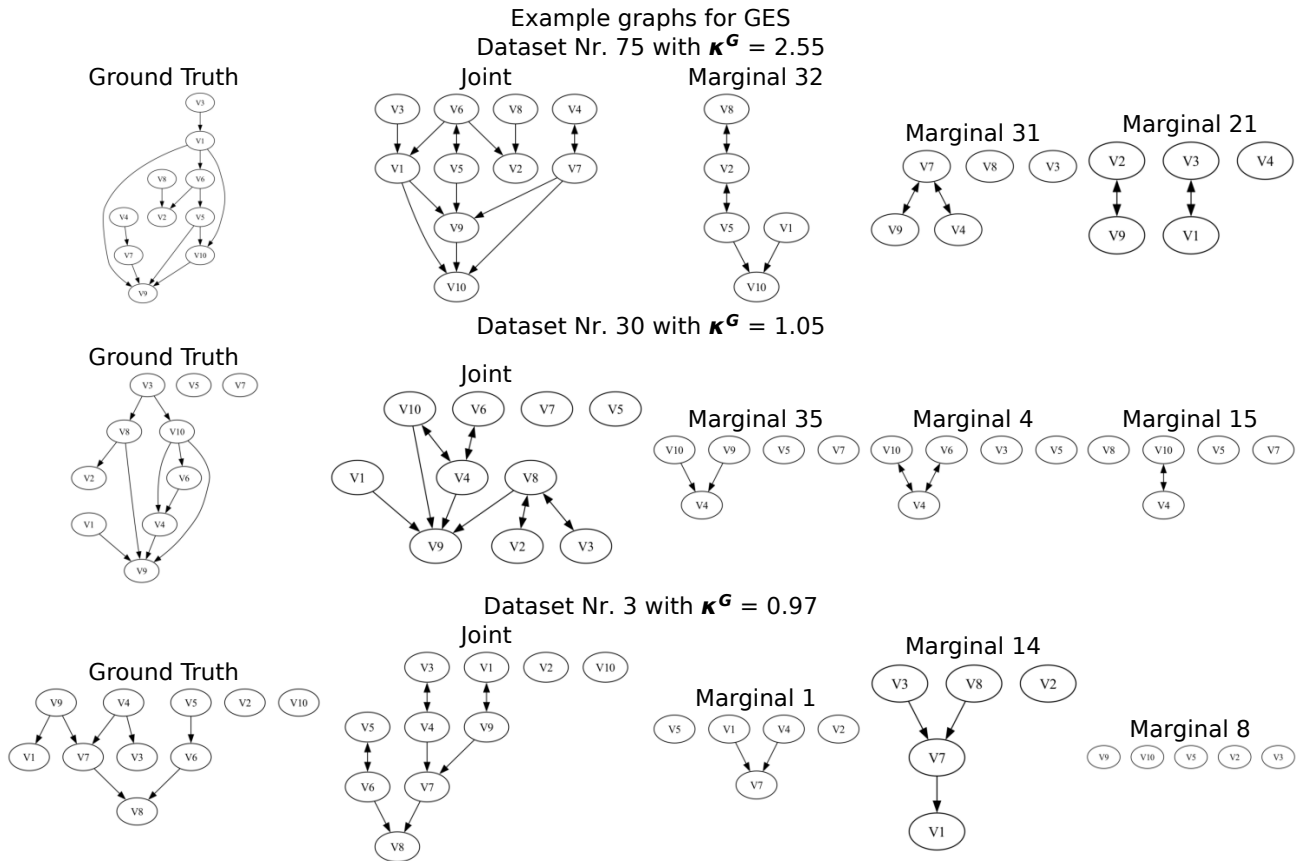 Example graphs for GES
Dataset Nr. 75 with κ^G = 2.55
Ground Truth
V3
V1
V8 V6
V4 V2 V5
V7 V10
V9
Joint
V3 V6 V8 V4
V1 V5 V2 V7
V9
V10
Marginal 32
V8
V2
V5 V1
V10
Marginal 31
V7 V8 V3
V9 V4
Marginal 21
V2 V3 V4
V9 V1
Dataset Nr. 30 with κ^G = 1.05
Ground Truth
V3 V5 V7
V8 V10
V2 V6
V1 V4
V9
Joint
V10 V6 V7 V5
V1 V4 V8
V9 V2 V3
Marginal 35
V10 V9 V5 V7
V4
Marginal 4
V10 V6 V3 V5
V4
Marginal 15
V8 V10 V5 V7
V4
Dataset Nr. 3 with κ^G = 0.97
Ground Truth
V9 V4 V5 V2 V10
V1 V7 V3 V6
V8
Joint
V3 V1 V2 V10
V5 V4 V9
V6 V7
V8
Marginal 1
V5 V1 V4 V2
V7
Marginal 14
V3 V8 V2
V7
V1
Marginal 8
V9 V10 V5 V2 V3